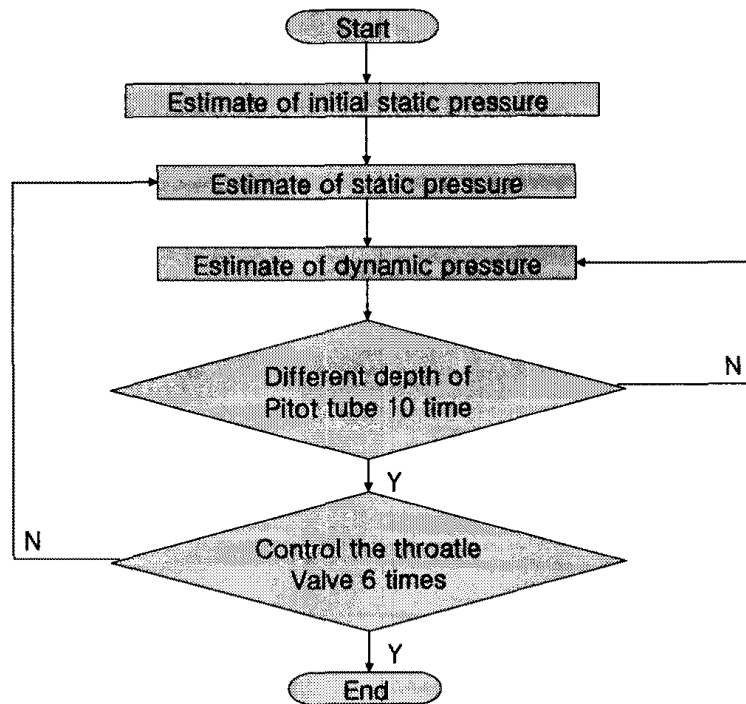 Start
Estimate of initial static pressure
Estimate of static pressure
Estimate of dynamic pressure
Different depth of
Pitot tube 10 time
N
Y
Control the throatle
Valve 6 times
N
Y
End